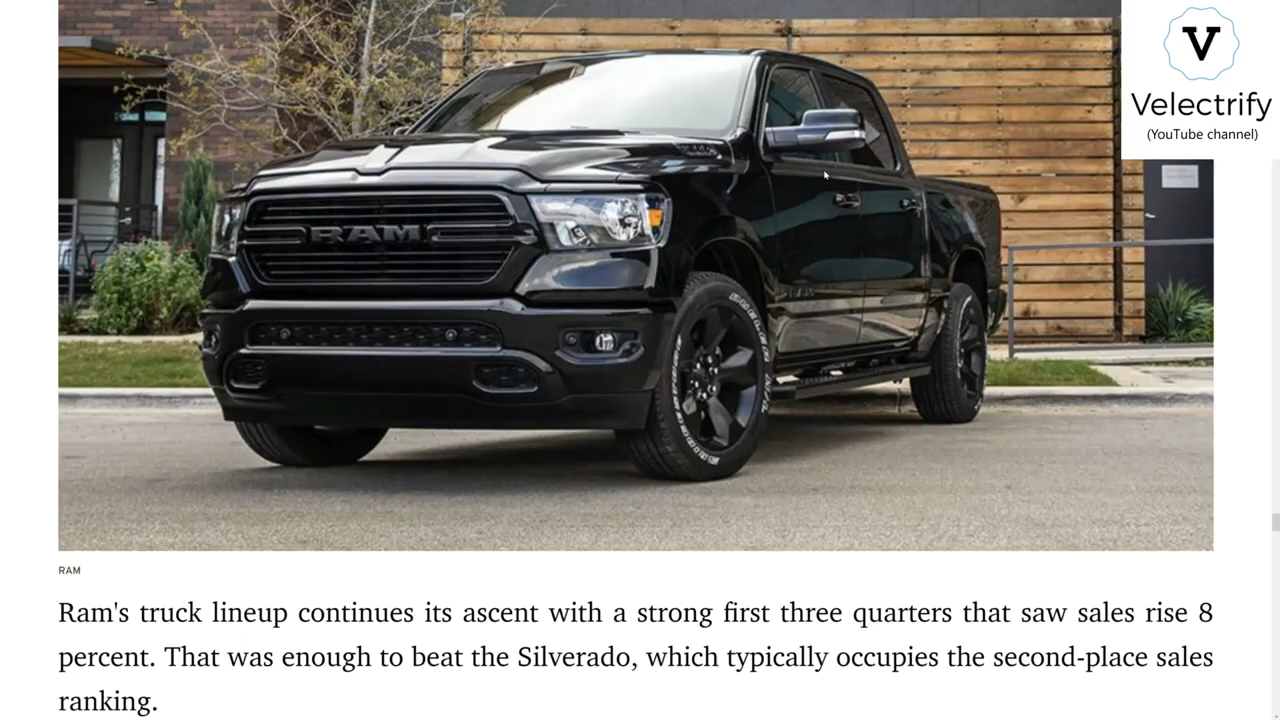 V
Velectrify
(YouTube channel)
RAM
RAM
Ram's truck lineup continues its ascent with a strong first three quarters that saw sales rise 8
percent. That was enough to beat the Silverado, which typically occupies the second-place sales
ranking.